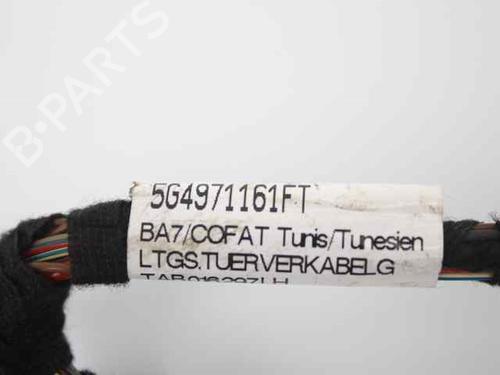 B-PARTS
5G4971161FT
BA7/COFAT Tunis/Tunesien
LTGS.TUERVERKABELG